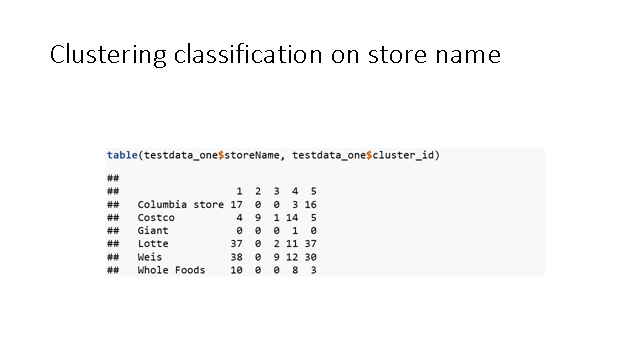 Clustering classification on store name
table(testdata_one$storeName, testdata_one$cluster_id)
##
##                 1  2  3  4  5
##   Columbia store 17  0  0  3 16
##   Costco          4  9  1 14  5
##   Giant           0  0  0  1  0
##   Lotte          37  0  2 11 37
##   Weis           38  0  9 12 30
##   Whole Foods    10  0  0  8  3